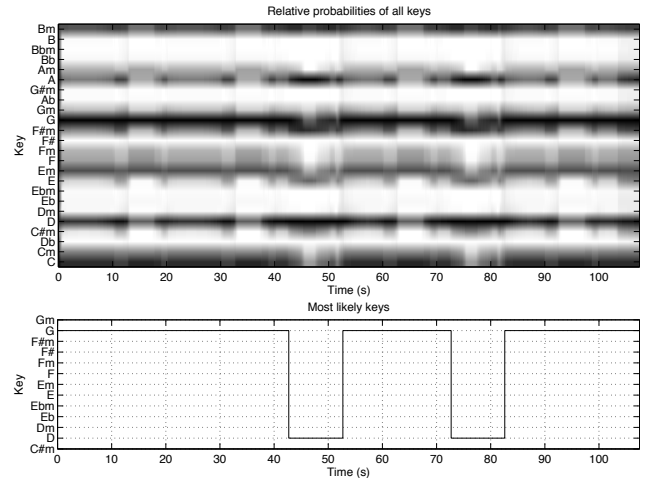 Relative probabilities of all keys
Key
Bm
B
Bbm
Bb
Am
A
G#m
Ab
Gm
G
F#m
F#
Fm
F
Em
E
Ebm
Eb
Dm
D
C#m
Db
Cm
C
0 10 20 30 40 50 60 70 80 90 100
Time (s)
Most likely keys
Key
Gm
G
F#m
F#
Fm
F
Em
E
Ebm
Eb
Dm
D
C#m
0 10 20 30 40 50 60 70 80 90 100
Time (s)